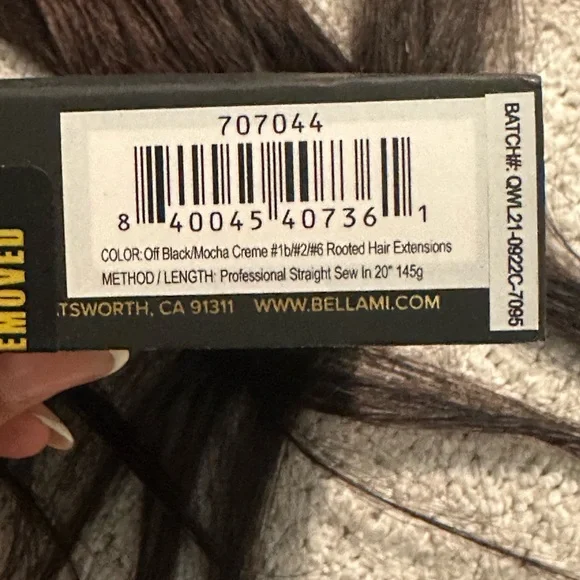 707044
8 40045 40736 1
COLOR: Off Black/Mocha Creme #1b/#2/#6 Rooted Hair Extensions
METHOD / LENGTH: Professional Straight Sew In 20" 145g
TSWORTH, CA 91311 WWW.BELLAMI.COM
BATCH#: QWL21-0922C-7095
EMOVED